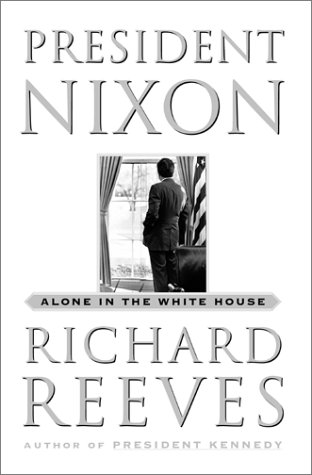 PRESIDENT
NIXON
ALONE IN THE WHITE HOUSE
RICHARD
REEVES
AUTHOR OF PRESIDENT KENNEDY